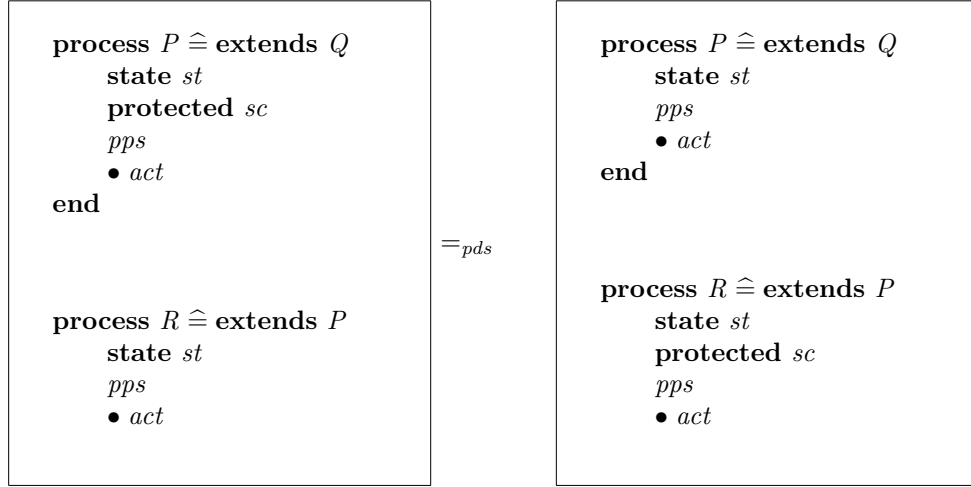 process P ≙ extends Q
state st
protected sc
pps
• act
end
process R ≙ extends P
state st
pps
• act
=pds
process P ≙ extends Q
state st
pps
• act
end
process R ≙ extends P
state st
protected sc
pps
• act